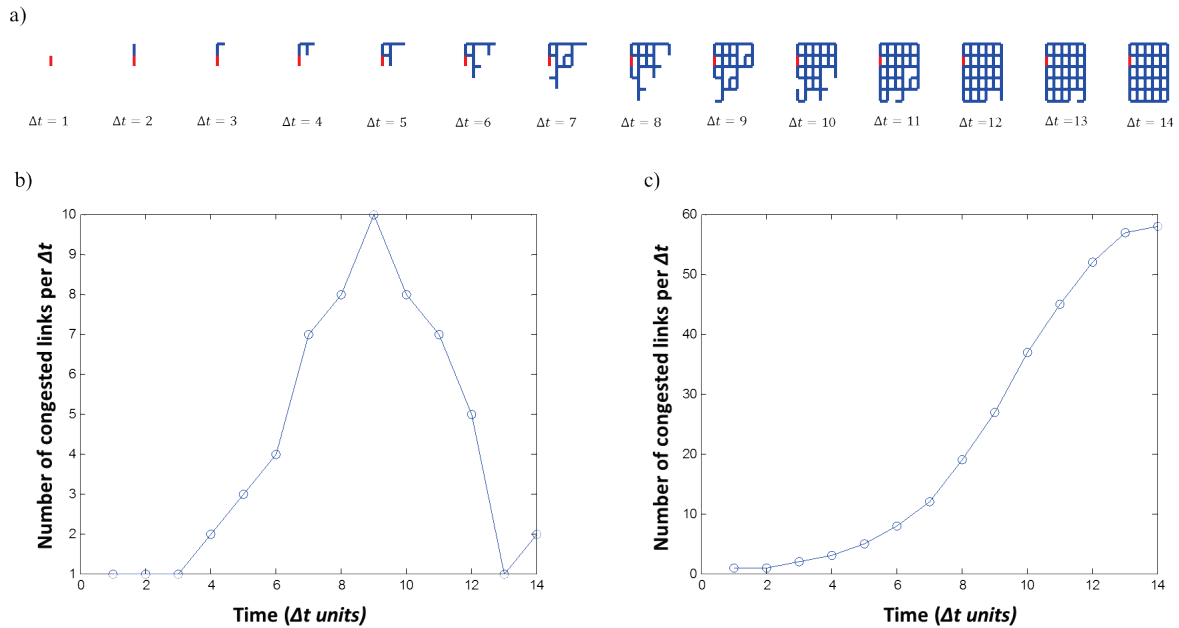 a)
Δt = 1 Δt = 2 Δt = 3 Δt = 4 Δt = 5 Δt =6 Δt = 7 Δt = 8 Δt = 9 Δt = 10 Δt = 11 Δt =12 Δt = 13 Δt = 14
b)
10
9
8
7
6
5
4
3
2
1
0 2 4 6 8 10 12 14
Number of congested links per Δt
Time (Δt units)
c)
60
50
40
30
20
10
0
0 2 4 6 8 10 12 14
Number of congested links per Δt
Time (Δt units)